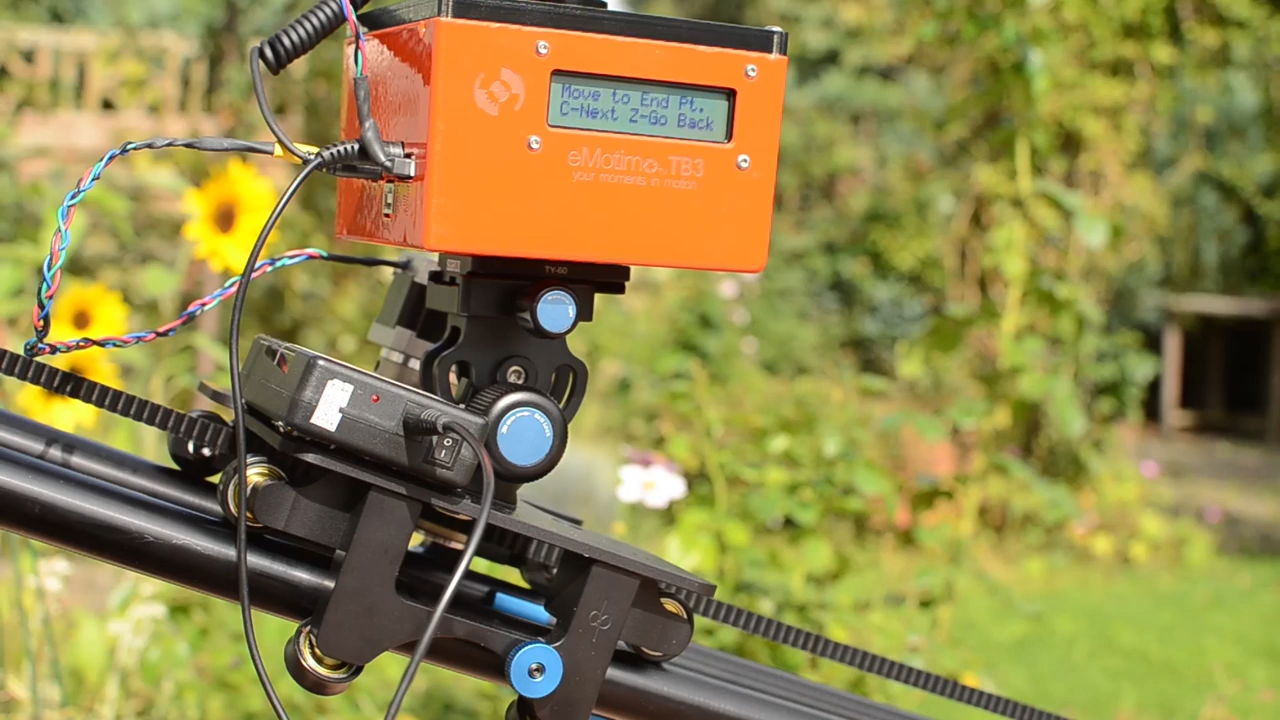 Move to End Pt.
C-Next Z-Go Back
eMotimo TB3
your moments in motion
TY-60
O
I